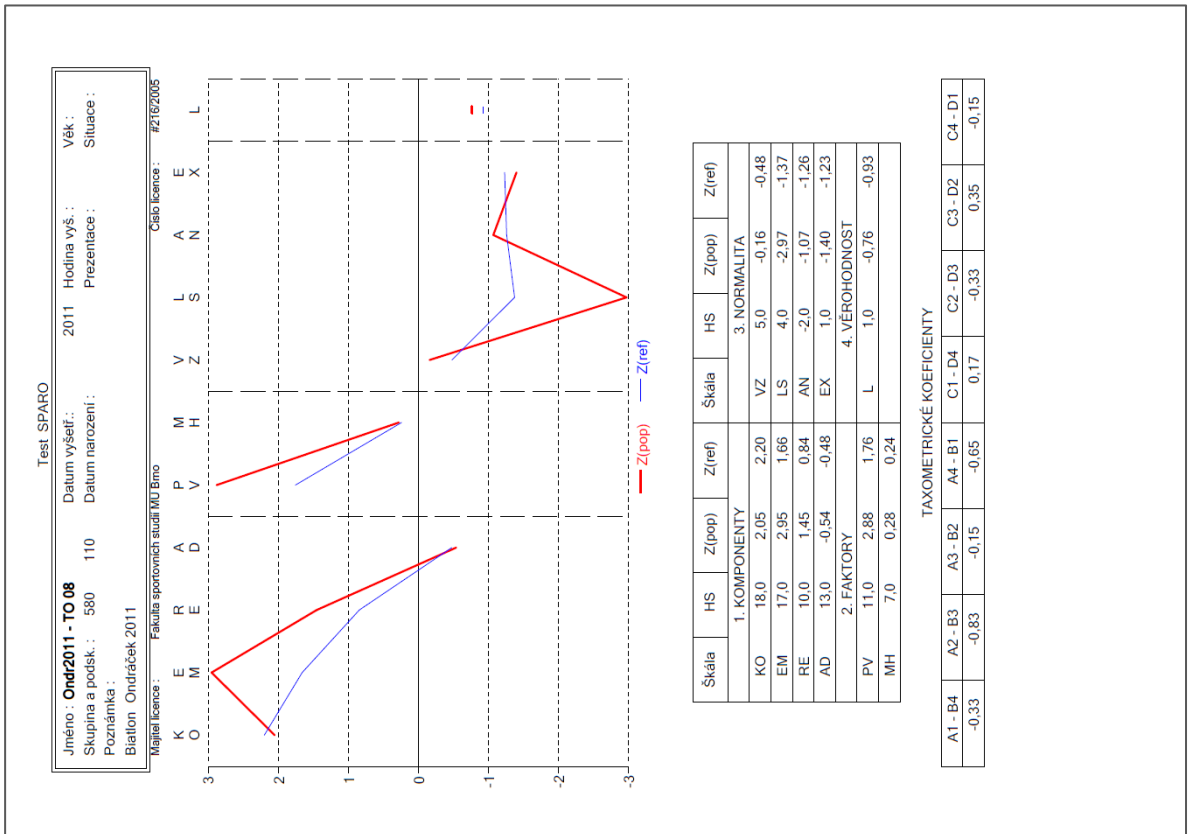 Test SPARO
Jméno : Ondr2011 - TO 08 Datum vyšetř.: 2011 Hodina vyš. : Věk :
Skupina a podsk. : 580 110 Datum narození : Prezentace : Situace :
Poznámka :
Biatlon Ondráček 2011
Majitel licence : Fakulta sportovních studií MU Brno Číslo licence : #216/2005
K E R A P M V L A E L
O M E D V H Z S N X
3
2
1
0
-1
-2
-3
Z(pop) Z(ref)
Škála HS Z(pop) Z(ref) Škála HS Z(pop) Z(ref)
1. KOMPONENTY 3. NORMALITA
KO 18,0 2,05 2,20 VZ 5,0 -0,16 -0,48
EM 17,0 2,95 1,66 LS 4,0 -2,97 -1,37
RE 10,0 1,45 0,84 AN -2,0 -1,07 -1,26
AD 13,0 -0,54 -0,48 EX 1,0 -1,40 -1,23
2. FAKTORY 4. VĚROHODNOST
PV 11,0 2,88 1,76 L 1,0 -0,76 -0,93
MH 7,0 0,28 0,24
TAXOMETRICKÉ KOEFICIENTY
A1 - B4 A2 - B3 A3 - B2 A4 - B1 C1 - D4 C2 - D3 C3 - D2 C4 - D1
-0,33 -0,83 -0,15 -0,65 0,17 -0,33 0,35 -0,15